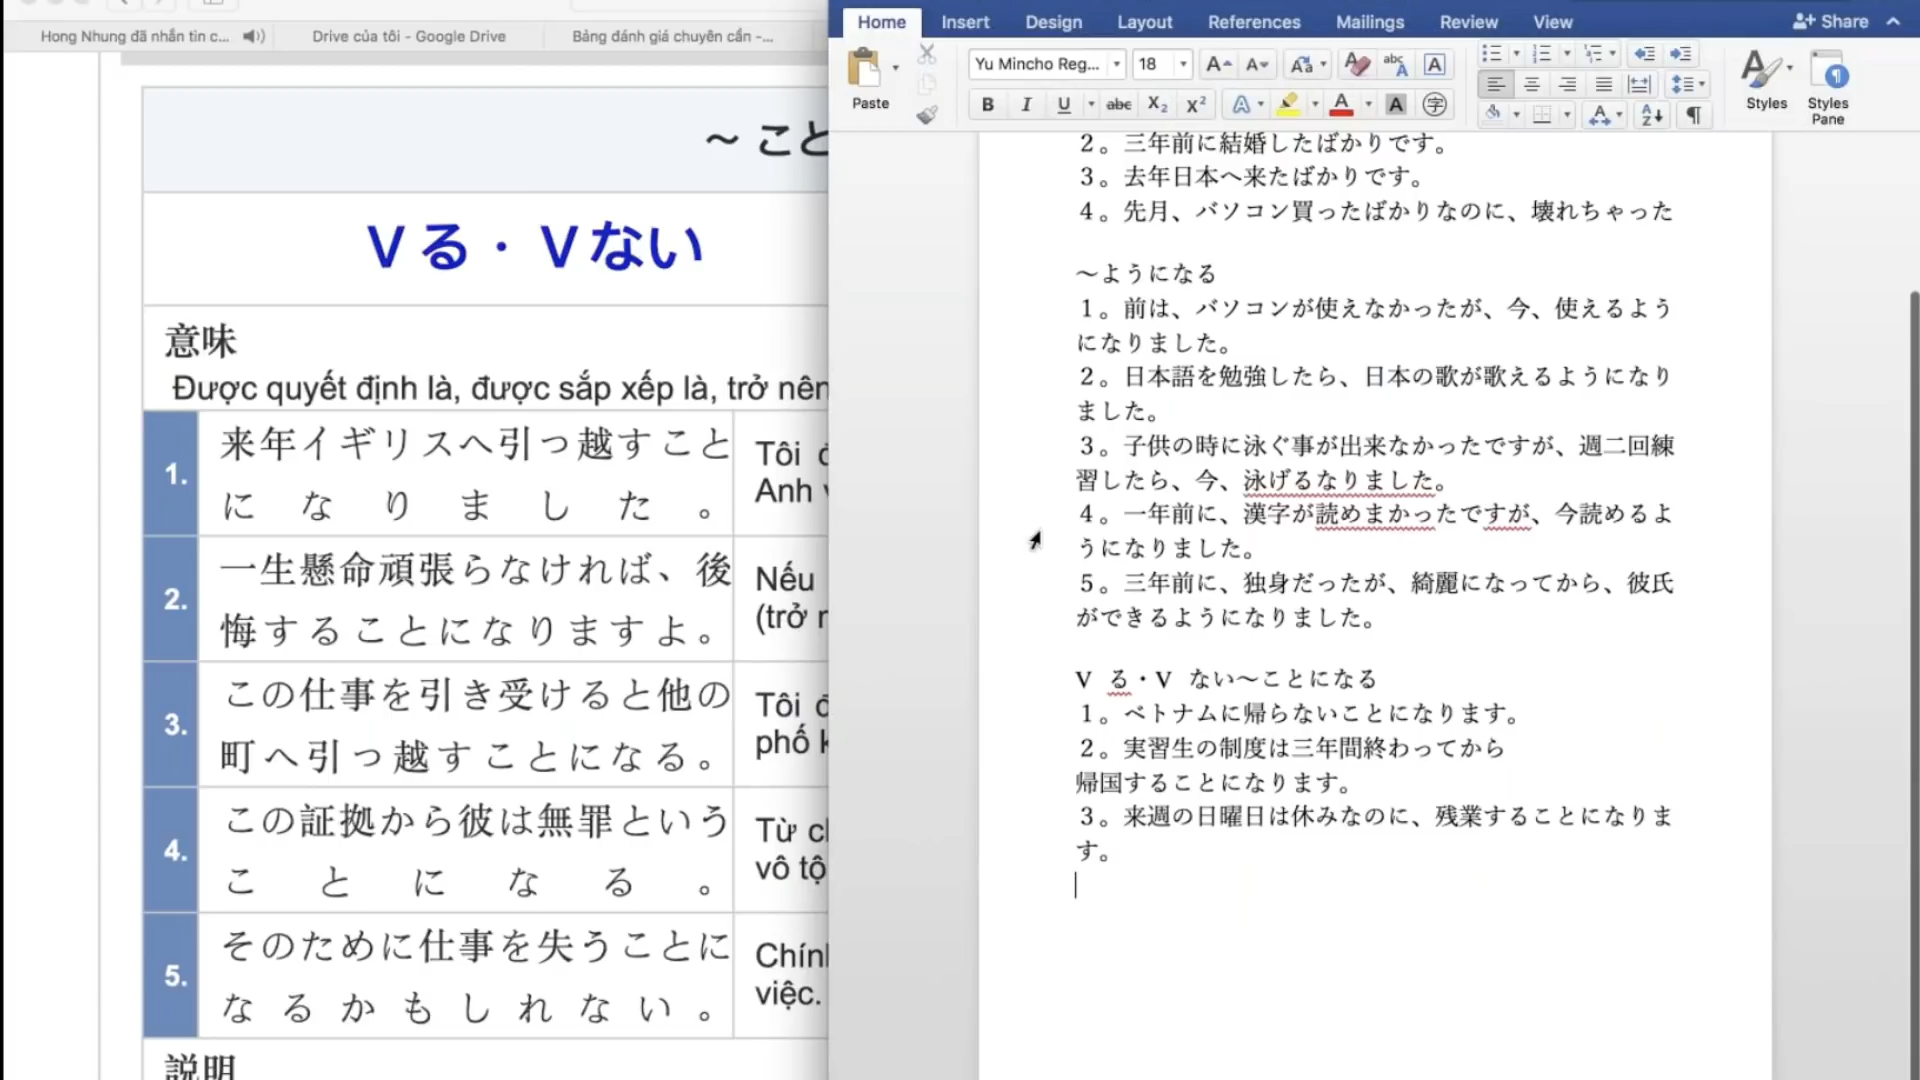 Hong Nhung đã nhắn tin c...
Drive của tôi - Google Drive
Bảng đánh giá chuyên cần -...
～ こと
Vる・Vない
意味
Được quyết định là, được sắp xếp là, trở nên
1.
来年イギリスへ引っ越すこと
になりました。
Tôi
Anh
2.
一生懸命頑張らなければ、後
悔することになりますよ。
Nếu
(trở
3.
この仕事を引き受けると他の
町へ引っ越すことになる。
Tôi
phố
4.
この証拠から彼は無罪という
ことになる。
Từ
vô tộ
5.
そのために仕事を失うことに
なるかもしれない。
Chính
việc.
説明
Home
Insert
Design
Layout
References
Mailings
Review
View
Share
Paste
Yu Mincho Reg...
18
Styles
Styles
Pane
２。三年前に結婚したばかりです。
３。去年日本へ来たばかりです。
４。先月、バソコン買ったばかりなのに、壊れちゃった
～ようになる
１。前は、バソコンが使えなかったが、今、使えるよう
になりました。
２。日本語を勉強したら、日本の歌が歌えるようになり
ました。
３。子供の時に泳ぐ事が出来なかったですが、週二回練
習したら、今、泳げるなりました。
４。一年前に、漢字が読めまかったですが、今読めるよ
うになりました。
５。三年前に、独身だったが、綺麗になってから、彼氏
ができるようになりました。
V る・V ない～ことになる
１。ベトナムに帰らないことになります。
２。実習生の制度は三年間終わってから
帰国することになります。
３。来週の日曜日は休みなのに、残業することになりま
す。